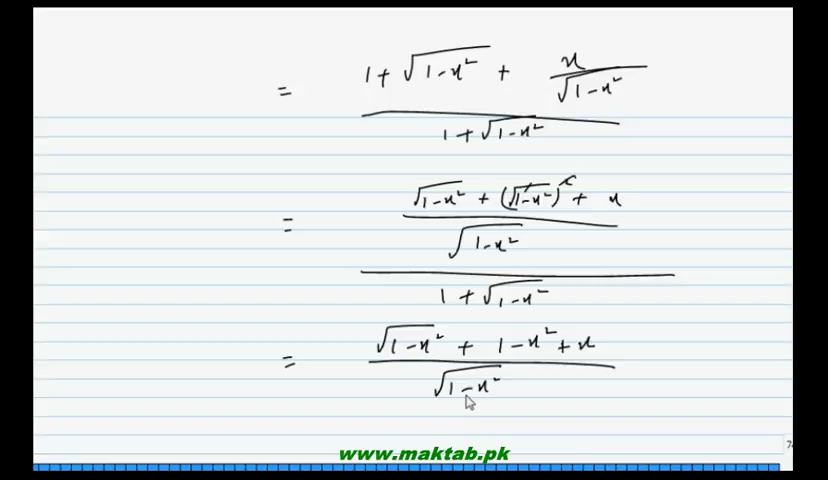 = (1 + √(1-x²) + x/√(1-x²)) / (1 + √(1-x²))
= ((√(1-x²) + (√(1-x²))² + x) / √(1-x²)) / (1 + √(1-x²))
= (√(1-x²) + 1-x² + x) / √(1-x²)
www.maktab.pk